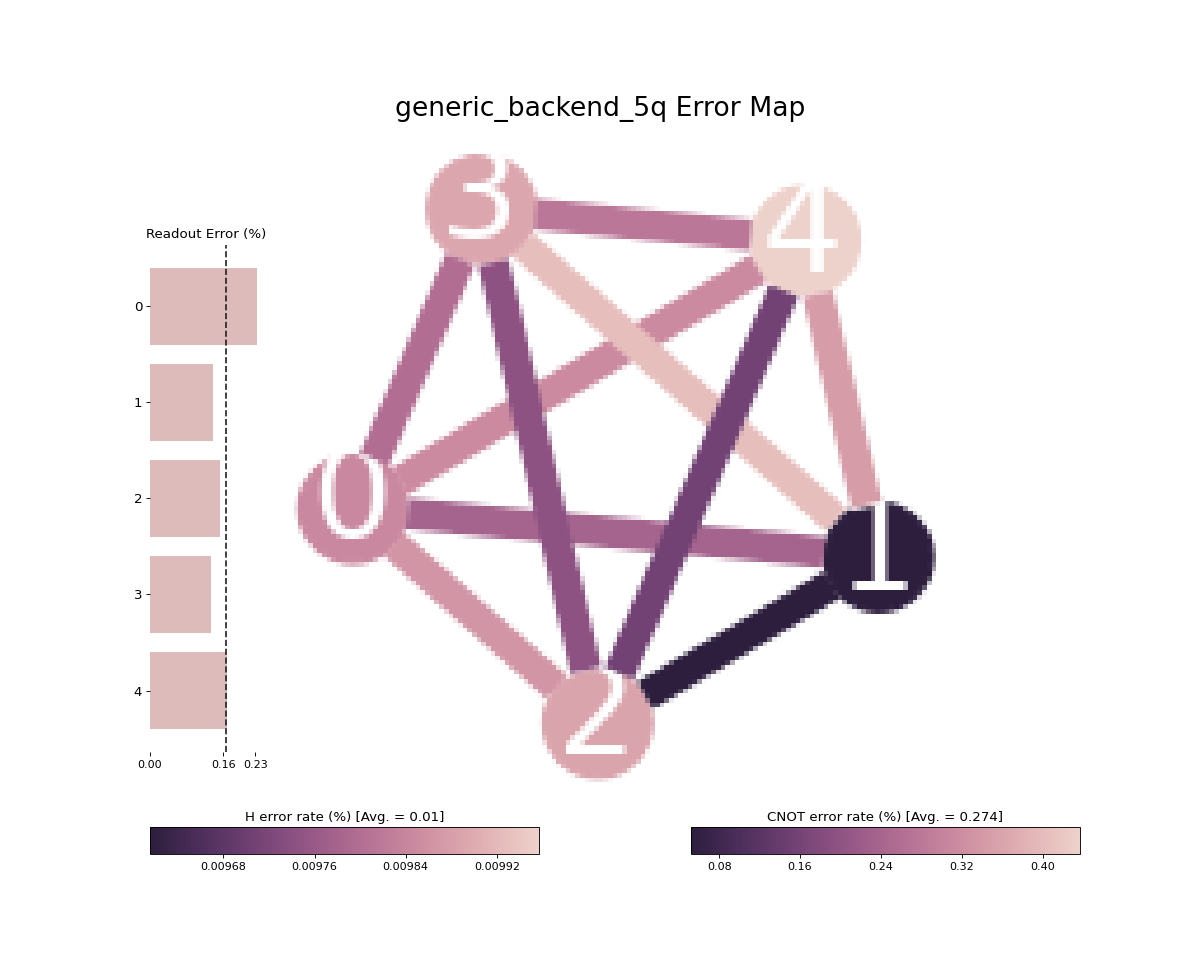 generic_backend_5q Error Map
3
4
Readout Error (%)
0
1
2
3
4
0
1
2
0.00 0.16 0.23
H error rate (%) [Avg. = 0.01]
CNOT error rate (%) [Avg. = 0.274]
0.00968 0.00976 0.00984 0.00992
0.08 0.16 0.24 0.32 0.40